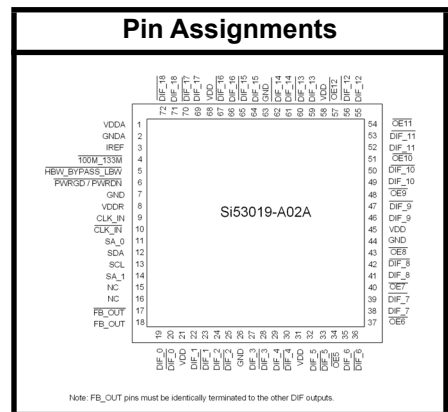 Pin Assignments
DIF_18
DIF_18
DIF_17
DIF_17
VDD
DIF_16
DIF_16
DIF_15
DIF_15
GND
DIF_14
DIF_14
DIF_13
DIF_13
VDD
OE12
DIF_12
DIF_12
72 71 70 69 68 67 66 65 64 63 62 61 60 59 58 57 56 55
VDDA 1
GNDA 2
IREF 3
100M_133M 4
HBW_BYPASS_LBW 5
PWRGD / PWRDN 6
GND 7
VDDR 8
CLK_IN 9
CLK_IN 10
SA_0 11
SDA 12
SCL 13
SA_1 14
NC 15
NC 16
FB_OUT 17
FB_OUT 18
Si53019-A02A
54 OE11
53 DIF_11
52 DIF_11
51 OE10
50 DIF_10
49 DIF_10
48 OE9
47 DIF_9
46 DIF_9
45 VDD
44 GND
43 OE8
42 DIF_8
41 DIF_8
40 OE7
39 DIF_7
38 DIF_7
37 OE6
19 20 21 22 23 24 25 26 27 28 29 30 31 32 33 34 35 36
DIF_0
DIF_0
VDD
DIF_1
DIF_1
DIF_2
DIF_2
GND
DIF_3
DIF_3
DIF_4
DIF_4
VDD
DIF_5
DIF_5
OE5
DIF_6
DIF_6
Note: FB_OUT pins must be identically terminated to the other DIF outputs.